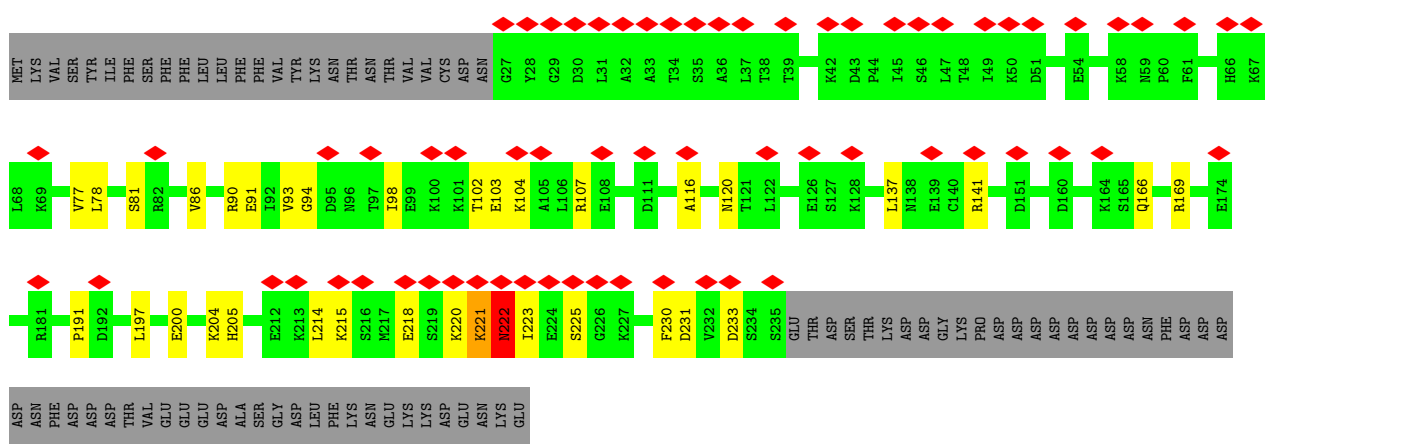 MET LYS VAL SER TYR ILE PHE SER PHE PHE LEU LEU PHE PHE VAL TYR LYS ASN THR ASN THR VAL VAL CYS ASP ASN G27 Y28 G29 D30 L31 A32 A33 T34 S35 A36 L37 T38 T39 K42 D43 P44 I45 S46 L47 T48 I49 K50 D51 E54 K58 N59 P60 F61 H66 K67
L68 K69 V77 L78 S81 R82 V86 R90 E91 I92 V93 G94 D95 N96 T97 I98 E99 K100 K101 T102 E103 K104 A105 L106 R107 E108 D111 A116 N120 T121 L122 E126 S127 K128 L137 N138 E139 C140 R141 D151 D160 K164 S165 Q166 R169 E174
R181 P191 D192 L197 E200 K204 H205 E212 K213 L214 K215 S216 M217 E218 S219 K220 K221 N222 I223 E224 S225 G226 K227 F230 D231 V232 D233 S234 S235 GLU THR ASP SER THR LYS ASP ASP GLY LYS PRO ASP ASP ASP ASP ASP ASP ASP ASN PHE ASP ASP ASP
ASP ASN PHE ASP ASP ASP THR VAL GLU GLU GLU ASP ALA SER GLY ASP LEU PHE LYS ASN GLU LYS LYS ASP GLU ASN LYS GLU